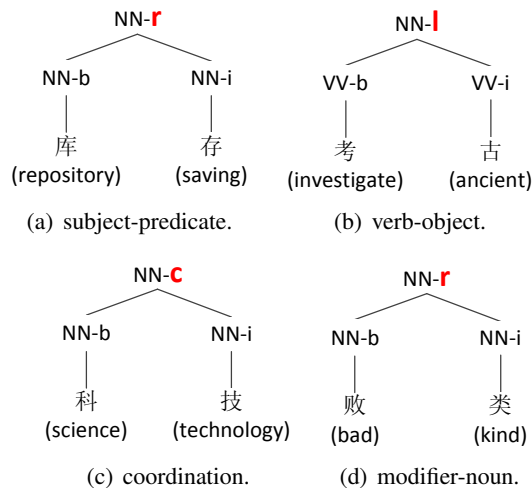 NN-r
NN-b NN-i
库 存
(repository) (saving)
(a) subject-predicate.
NN-l
VV-b VV-i
考 古
(investigate) (ancient)
(b) verb-object.
NN-c
NN-b NN-i
科 技
(science) (technology)
(c) coordination.
NN-r
NN-b NN-i
败 类
(bad) (kind)
(d) modifier-noun.